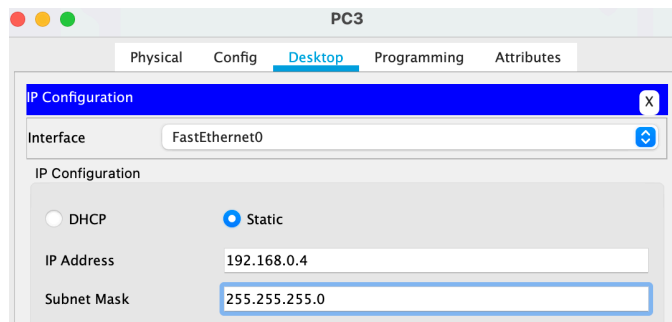 PC3
Physical Config Desktop Programming Attributes
IP Configuration X
Interface FastEthernet0
IP Configuration
DHCP Static
IP Address 192.168.0.4
Subnet Mask 255.255.255.0